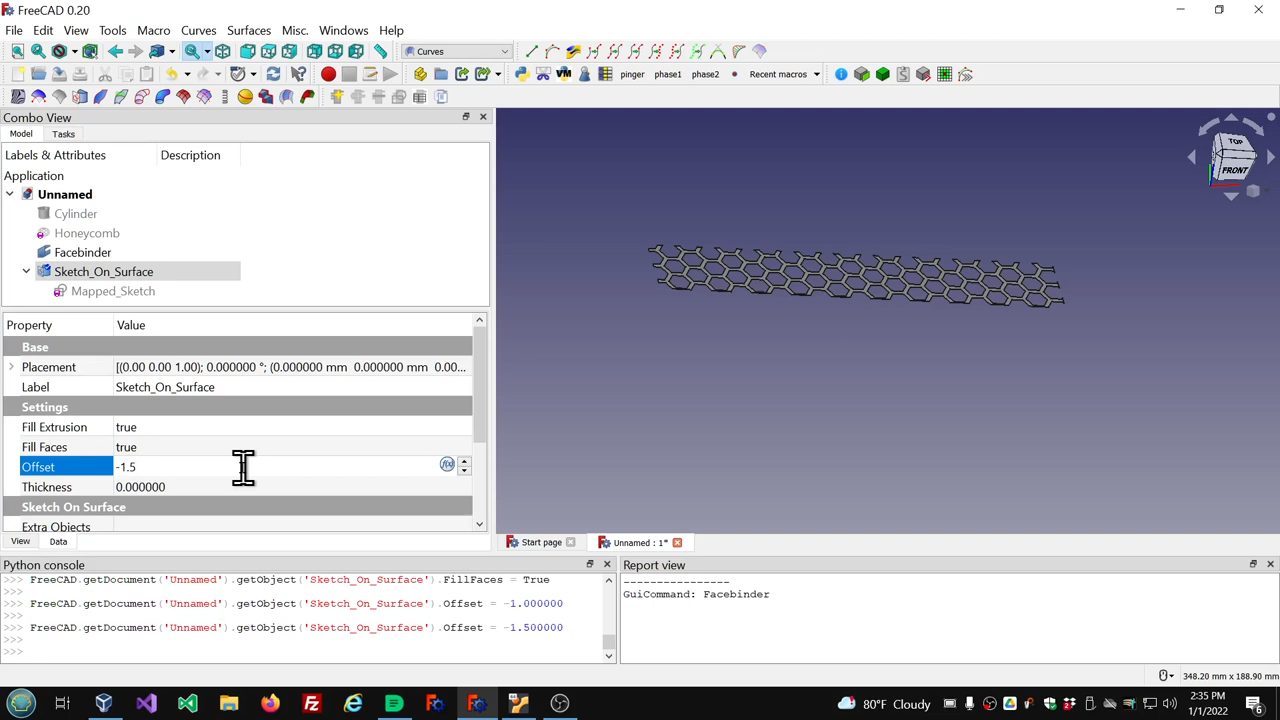 FreeCAD 0.20
File Edit View Tools Macro Curves Surfaces Misc. Windows Help
Curves
VM pinger phase1 phase2 Recent macros
Combo View
Model Tasks
Labels & Attributes Description
Application
Unnamed
Cylinder
Honeycomb
Facebinder
Sketch_On_Surface
Mapped_Sketch
TOP
FRONT
Property Value
Base
Placement [(0.00 0.00 1.00); 0.000000 °; (0.000000 mm 0.000000 mm 0.00...
Label Sketch_On_Surface
Settings
Fill Extrusion true
Fill Faces true
Offset -1.5
Thickness 0.000000
Sketch On Surface
Extra Objects
View Data
Start page Unnamed : 1*
Python console
>>> FreeCAD.getDocument('Unnamed').getObject('Sketch_On_Surface').FillFaces = True
>>>
>>> FreeCAD.getDocument('Unnamed').getObject('Sketch_On_Surface').Offset = -1.000000
>>>
>>> FreeCAD.getDocument('Unnamed').getObject('Sketch_On_Surface').Offset = -1.500000
>>>
>>>
Report view
----------------
GuiCommand: Facebinder
348.20 mm x 188.90 mm
80°F Cloudy
2:35 PM
1/1/2022
6